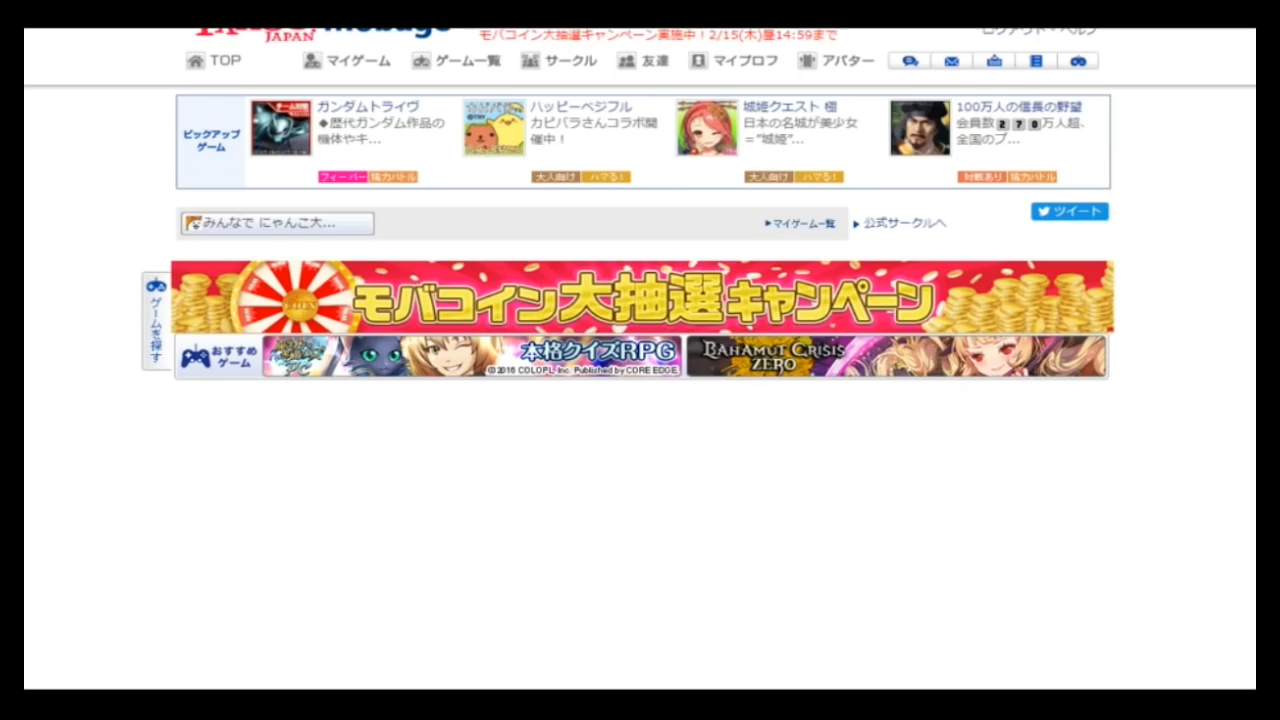 JAPAN
モバコイン大抽選キャンペーン実施中！2/15(木)昼14:59まで
TOP マイゲーム ゲーム一覧 サークル 友達 マイプロフ アバター
ピックアップ
ゲーム
ガンダムトライヴ
◆歴代ガンダム作品の
機体やキ...
フィーバー 協力バトル
ハッピーベジフル
カピバラさんコラボ開
催中！
大人向け ハマる！
城姫クエスト 極
日本の名城が美少女
＝"城姫"...
大人向け ハマる！
100万人の信長の野望
会員数270万人超、
全国のプ...
対戦あり 協力バトル
みんなで にゃんこ大...
マイゲーム一覧
公式サークルへ
ツイート
ゲームを探す
モバコイン大抽選キャンペーン
おすすめ
ゲーム
本格クイズRPG
©2016 COLOPL, Inc. Published by CORE EDGE.
BAHAMUT CRISIS
ZERO